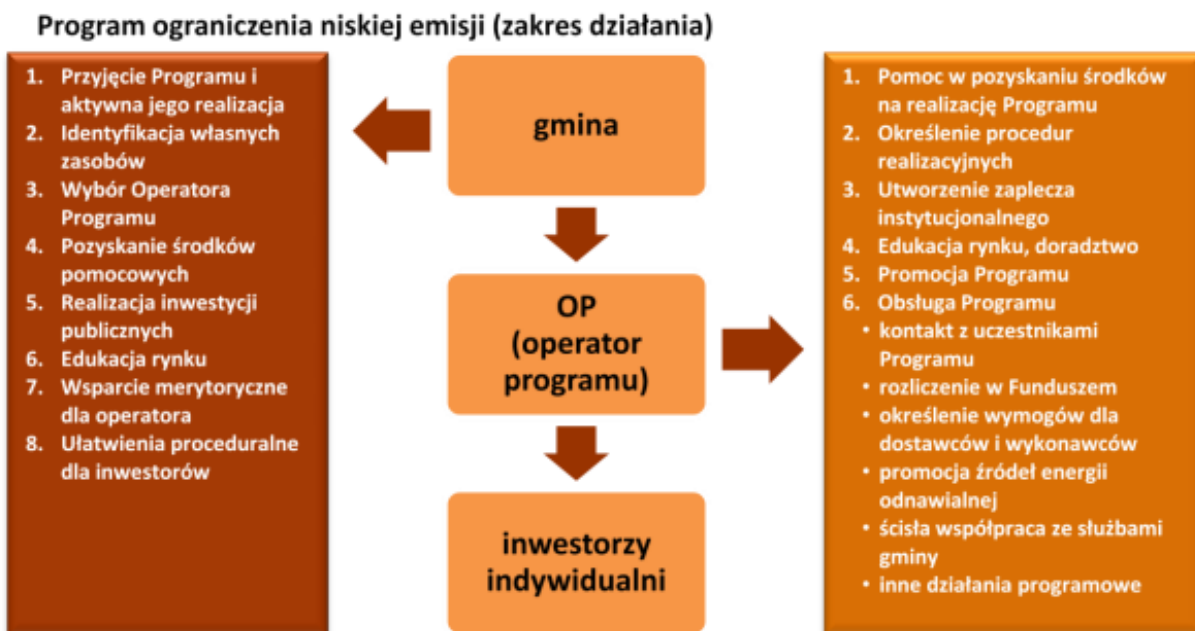 Program ograniczenia niskiej emisji (zakres działania)
1. Przyjęcie Programu i
aktywna jego realizacja
2. Identyfikacja własnych
zasobów
3. Wybór Operatora
Programu
4. Pozyskanie środków
pomocowych
5. Realizacja inwestycji
publicznych
6. Edukacja rynku
7. Wsparcie merytoryczne
dla operatora
8. Ułatwienia proceduralne
dla inwestorów
gmina
OP
(operator
programu)
inwestorzy
indywidualni
1. Pomoc w pozyskaniu środków
na realizację Programu
2. Określenie procedur
realizacyjnych
3. Utworzenie zaplecza
instytucjonalnego
4. Edukacja rynku, doradztwo
5. Promocja Programu
6. Obsługa Programu
• kontakt z uczestnikami
Programu
• rozliczenie w Funduszem
• określenie wymogów dla
dostawców i wykonawców
• promocja źródeł energii
odnawialnej
• ścisła współpraca ze służbami
gminy
• inne działania programowe